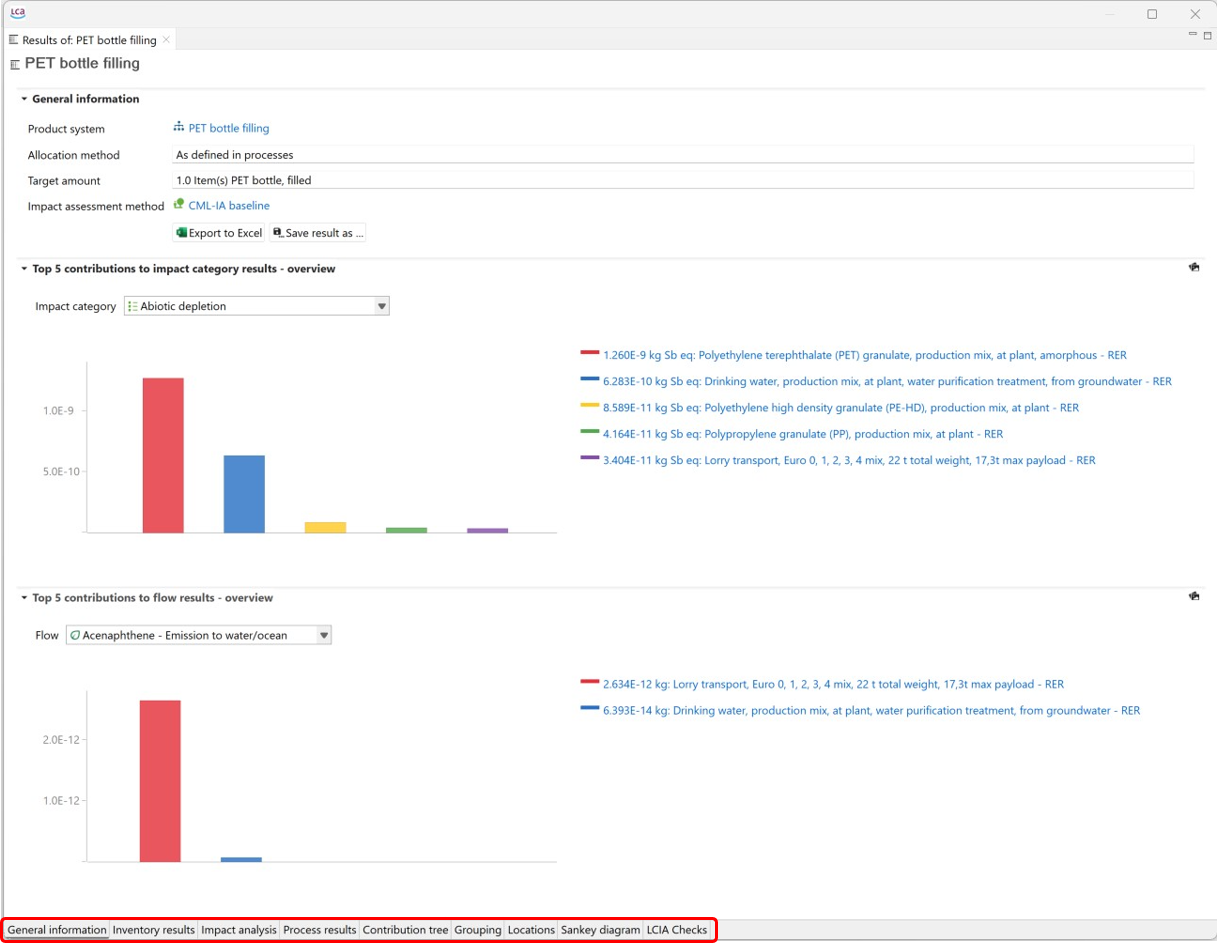 LCA
Results of: PET bottle filling
PET bottle filling
General information
Product system PET bottle filling
Allocation method As defined in processes
Target amount 1.0 Item(s) PET bottle, filled
Impact assessment method CML-IA baseline
Export to Excel Save result as ...
Top 5 contributions to impact category results - overview
Impact category Abiotic depletion
1.0E-9
5.0E-10
1.260E-9 kg Sb eq: Polyethylene terephthalate (PET) granulate, production mix, at plant, amorphous - RER
6.283E-10 kg Sb eq: Drinking water, production mix, at plant, water purification treatment, from groundwater - RER
8.589E-11 kg Sb eq: Polyethylene high density granulate (PE-HD), production mix, at plant - RER
4.164E-11 kg Sb eq: Polypropylene granulate (PP), production mix, at plant - RER
3.404E-11 kg Sb eq: Lorry transport, Euro 0, 1, 2, 3, 4 mix, 22 t total weight, 17,3t max payload - RER
Top 5 contributions to flow results - overview
Flow Acenaphthene - Emission to water/ocean
2.0E-12
1.0E-12
2.634E-12 kg: Lorry transport, Euro 0, 1, 2, 3, 4 mix, 22 t total weight, 17,3t max payload - RER
6.393E-14 kg: Drinking water, production mix, at plant, water purification treatment, from groundwater - RER
General information Inventory results Impact analysis Process results Contribution tree Grouping Locations Sankey diagram LCIA Checks